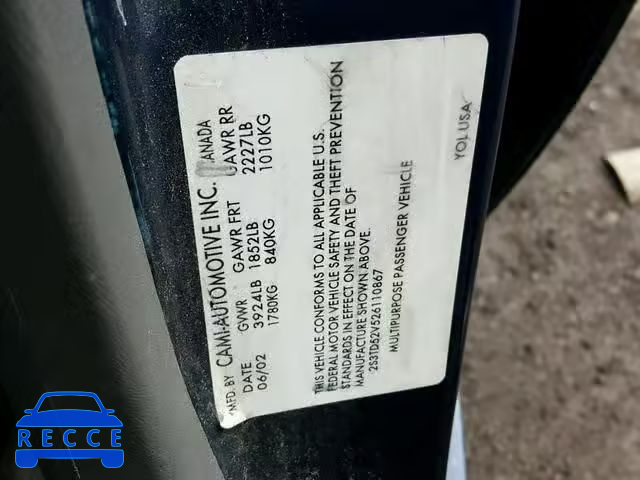 MFD. BY CAMI-AUTOMOTIVE INC. CANADA
DATE GVWR GAWR FRT GAWR RR
06/02 3924LB 1852LB 2227LB
1780KG 840KG 1010KG
THIS VEHICLE CONFORMS TO ALL APPLICABLE U.S.
FEDERAL MOTOR VEHICLE SAFETY AND THEFT PREVENTION
STANDARDS IN EFFECT ON THE DATE OF
MANUFACTURE SHOWN ABOVE.
2S3TD62V526110867
MULTIPURPOSE PASSENGER VEHICLE
YOL USA
RECCE